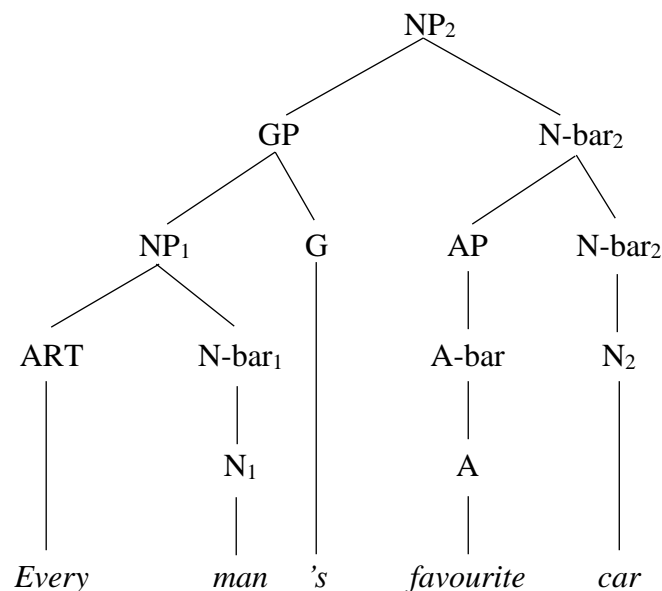 NP₂
GP N-bar₂
NP₁ G AP N-bar₂
ART N-bar₁ A-bar N₂
N₁ A
Every man 's favourite car